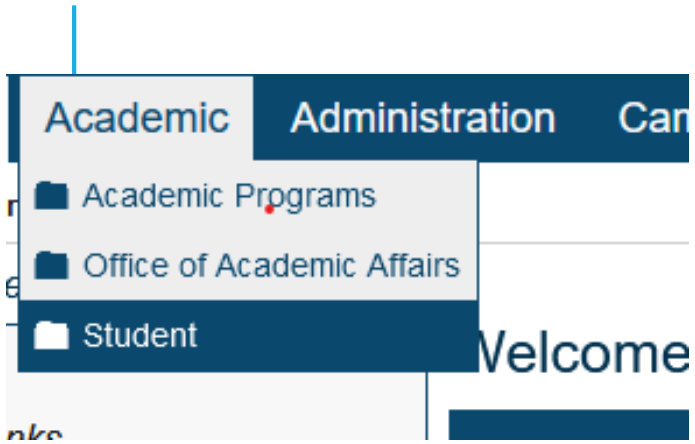 Academic Administration
Academic Programs
Office of Academic Affairs
Student
Welcome